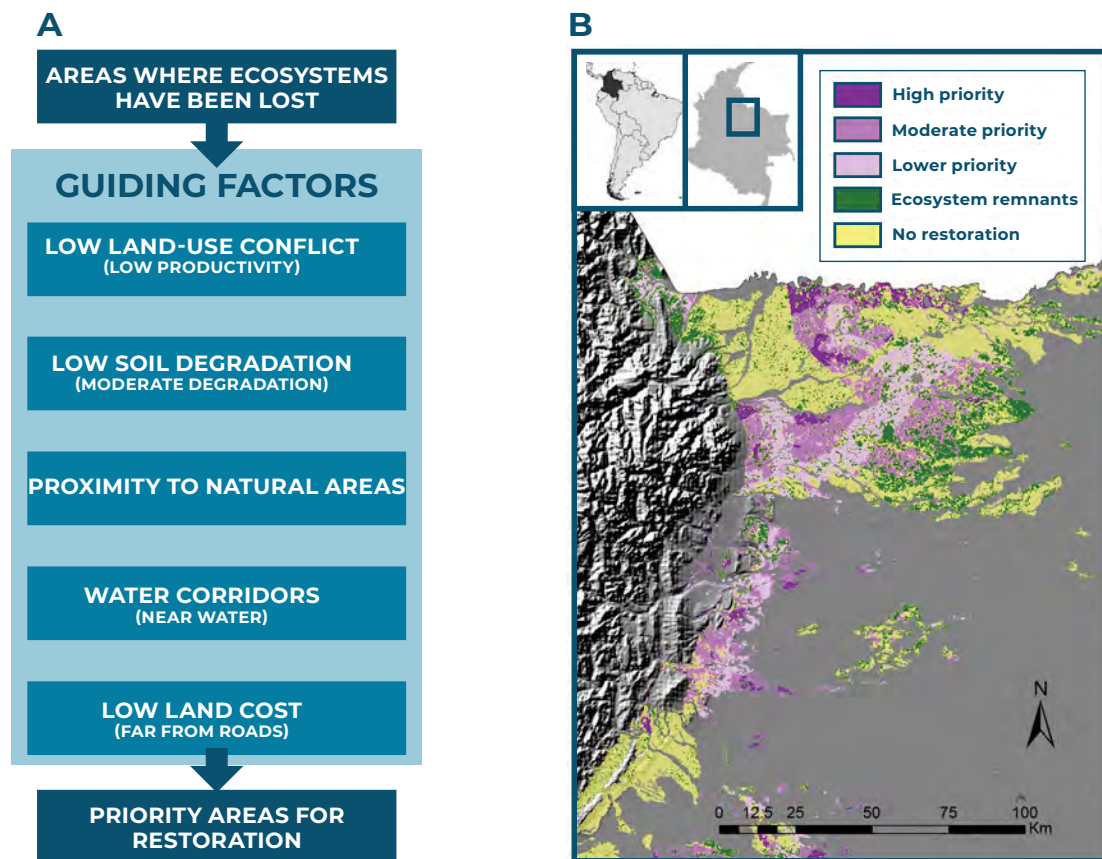 A
AREAS WHERE ECOSYSTEMS
HAVE BEEN LOST
GUIDING FACTORS
LOW LAND-USE CONFLICT
(LOW PRODUCTIVITY)
LOW SOIL DEGRADATION
(MODERATE DEGRADATION)
PROXIMITY TO NATURAL AREAS
WATER CORRIDORS
(NEAR WATER)
LOW LAND COST
(FAR FROM ROADS)
PRIORITY AREAS FOR
RESTORATION
B
High priority
Moderate priority
Lower priority
Ecosystem remnants
No restoration
N
0 12.5 25 50 75 100
Km